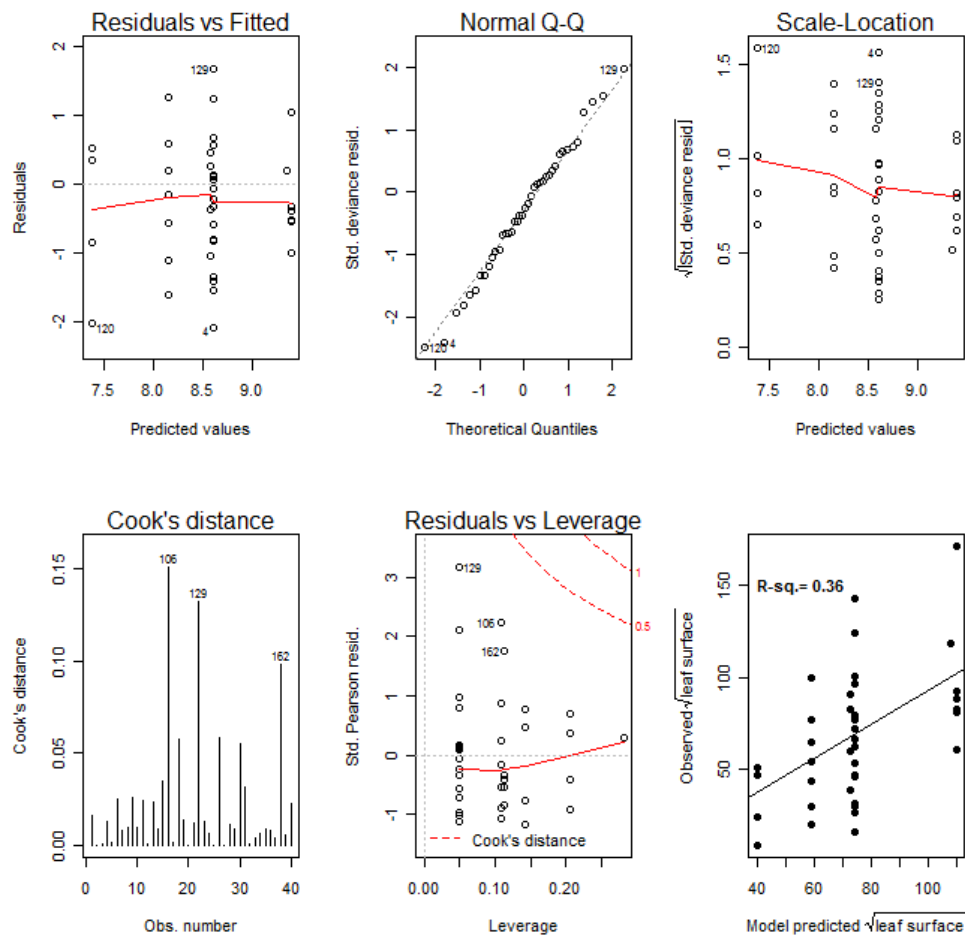 Residuals vs Fitted
2
1
0
-1
-2
Residuals
129
120
4
7.5 8.0 8.5 9.0
Predicted values
Normal Q-Q
2
1
0
-1
-2
Std. deviance resid.
129
120
4
-2 -1 0 1 2
Theoretical Quantiles
Scale-Location
1.5
1.0
0.5
0.0
√|Std. deviance resid|
120
4
129
7.5 8.0 8.5 9.0
Predicted values
Cook's distance
0.15
0.10
0.05
0.00
Cook's distance
106
129
162
0 10 20 30 40
Obs. number
Residuals vs Leverage
3
2
1
0
-1
Std. Pearson resid.
129
106
162
1
0.5
Cook's distance
0.00 0.10 0.20
Leverage
150
100
50
Observed √leaf surface
R-sq.= 0.36
40 60 80 100
Model predicted √leaf surface